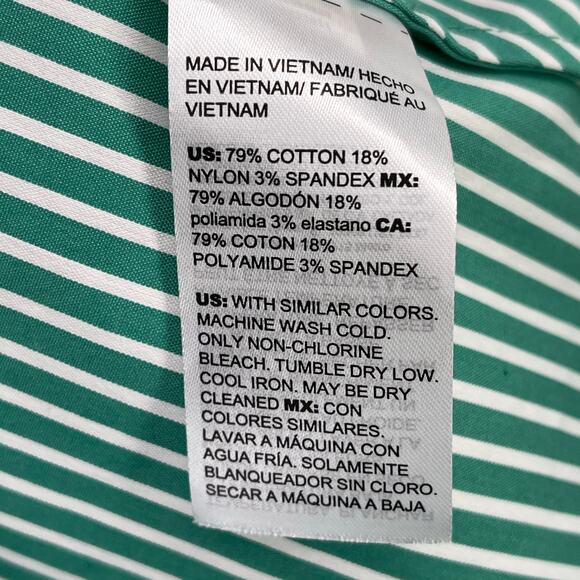 MADE IN VIETNAM/ HECHO
EN VIETNAM/ FABRIQUÉ AU
VIETNAM
US: 79% COTTON 18%
NYLON 3% SPANDEX MX:
79% ALGODÓN 18%
poliamida 3% elastano CA:
79% COTON 18%
POLYAMIDE 3% SPANDEX
US: WITH SIMILAR COLORS.
MACHINE WASH COLD.
ONLY NON-CHLORINE
BLEACH. TUMBLE DRY LOW.
COOL IRON. MAY BE DRY
CLEANED MX: CON
COLORES SIMILARES.
LAVAR A MÁQUINA CON
AGUA FRÍA. SOLAMENTE
BLANQUEADOR SIN CLORO.
SECAR A MÁQUINA A BAJA